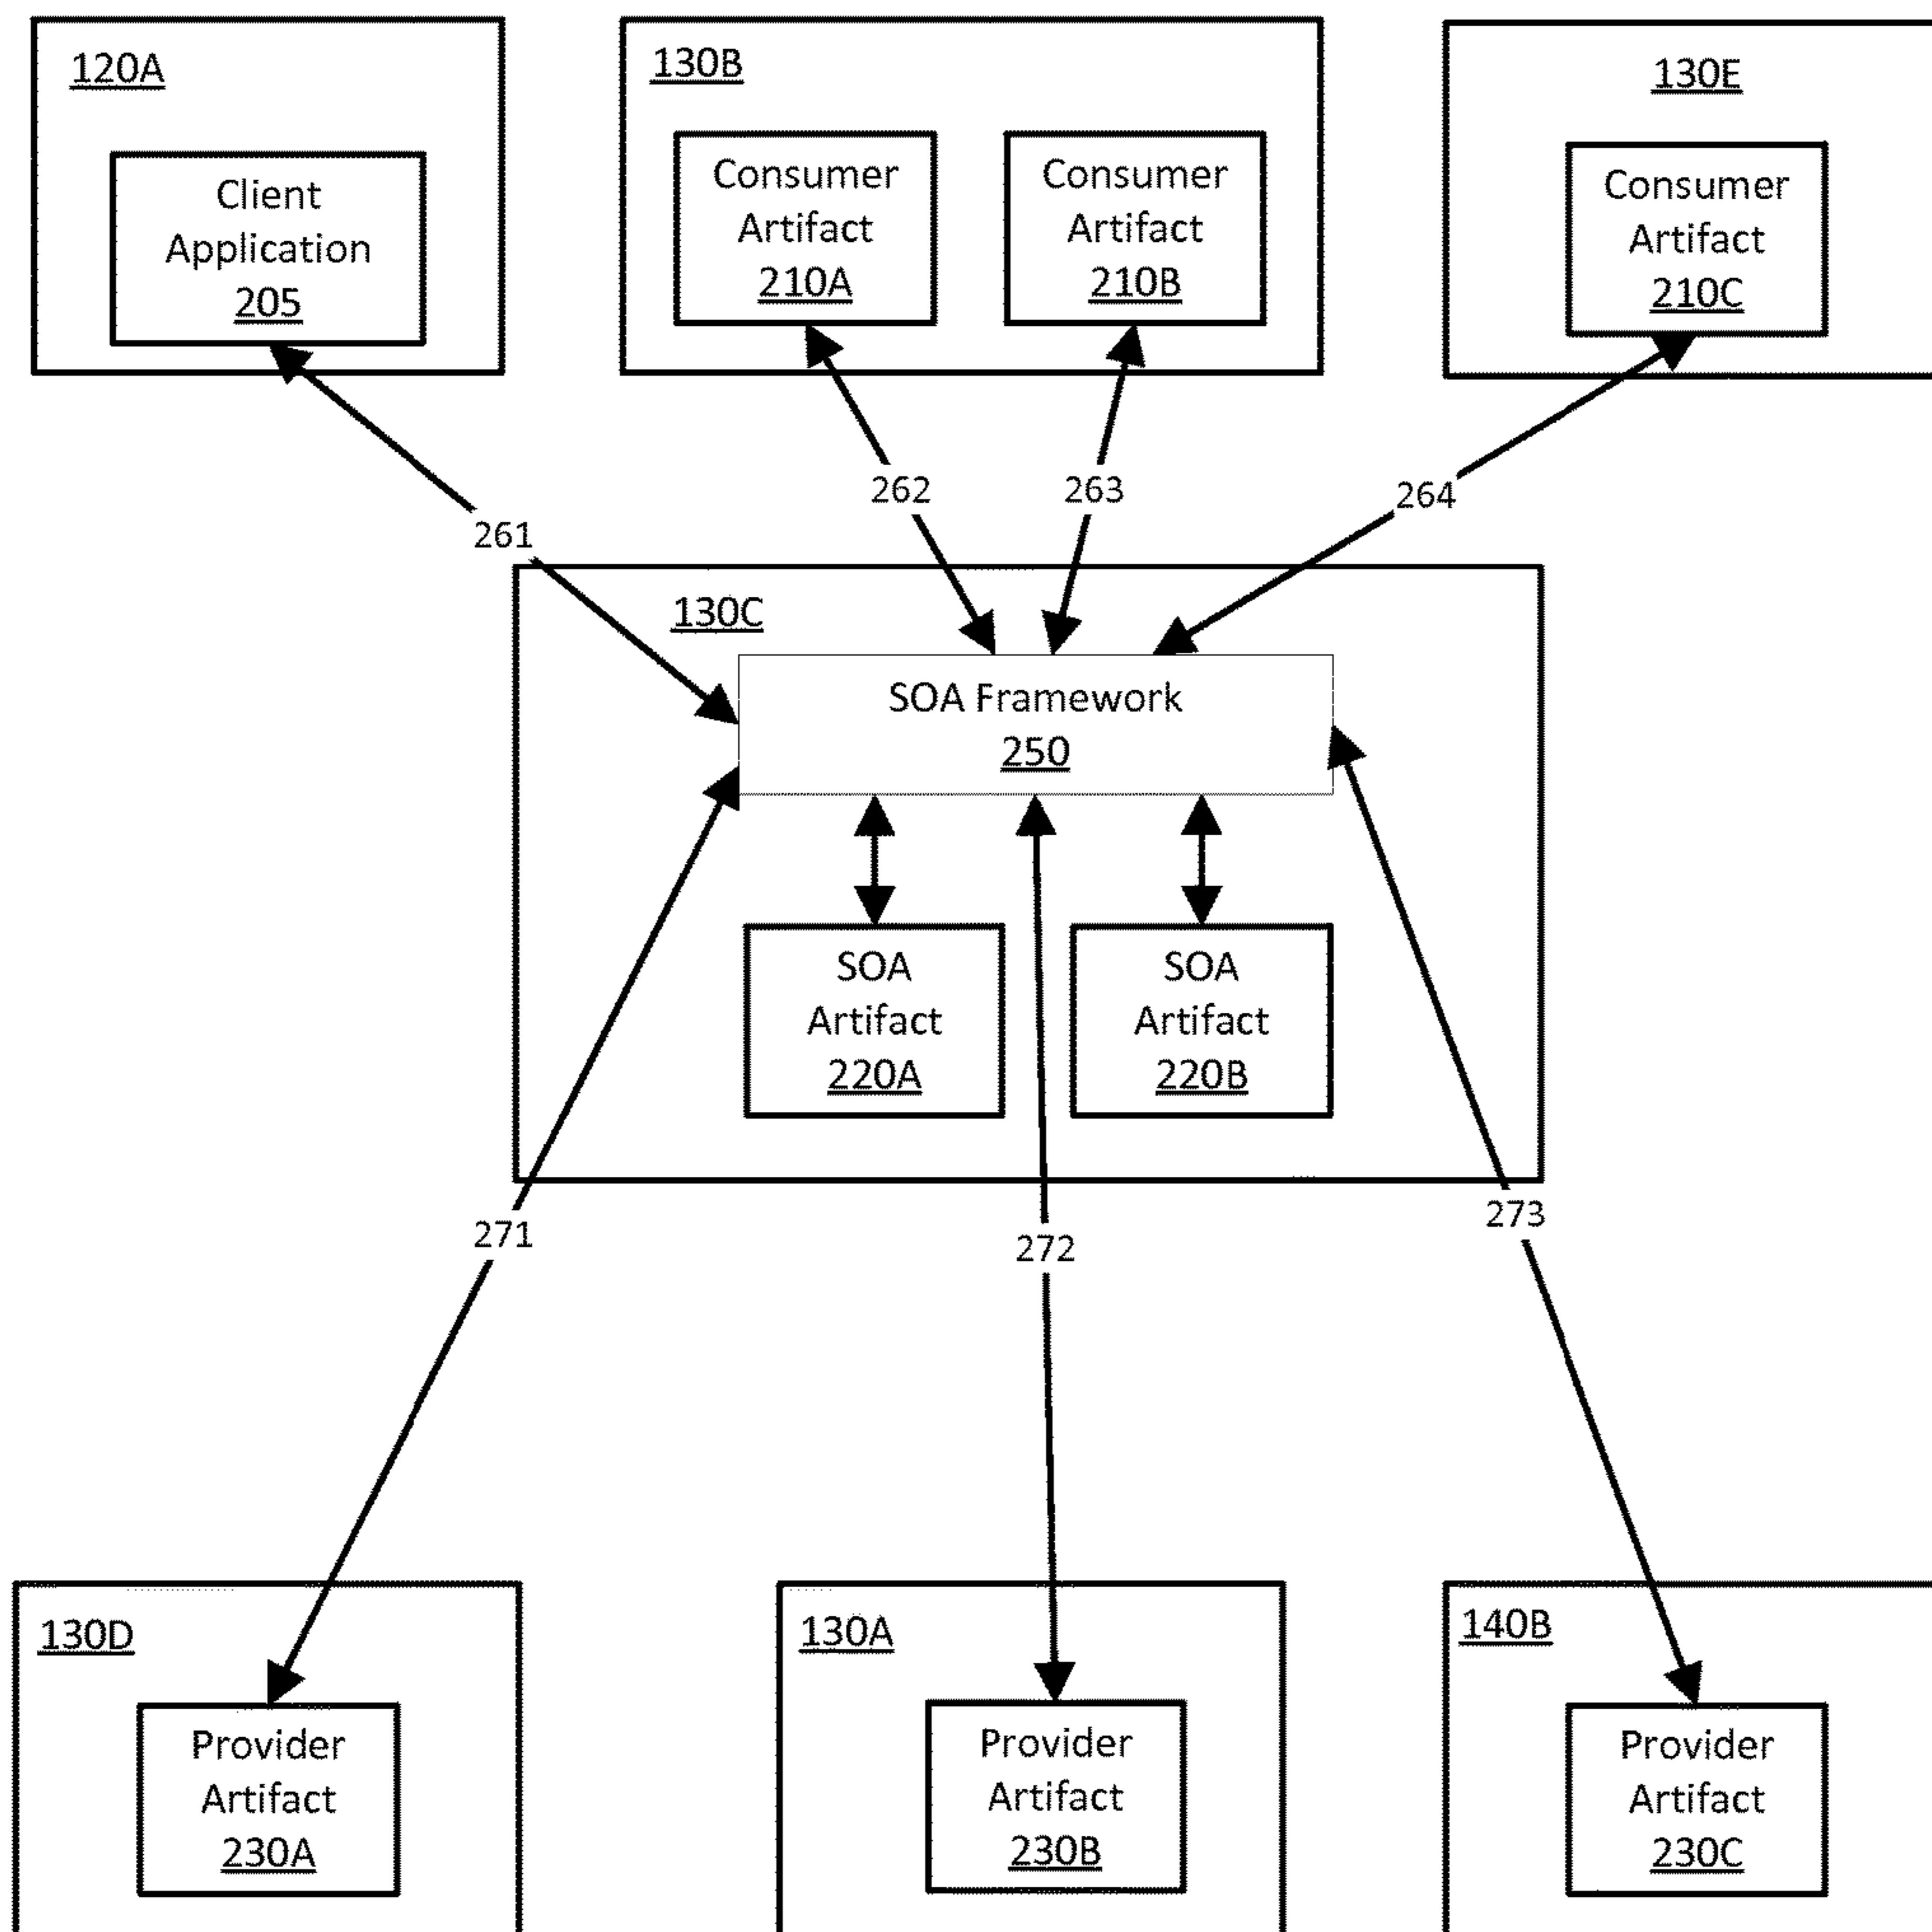 120A
Client
Application
205
130B
Consumer
Artifact
210A
Consumer
Artifact
210B
130E
Consumer
Artifact
210C
261
262
263
264
130C
SOA Framework
250
SOA
Artifact
220A
SOA
Artifact
220B
271
272
273
130D
Provider
Artifact
230A
130A
Provider
Artifact
230B
140B
Provider
Artifact
230C